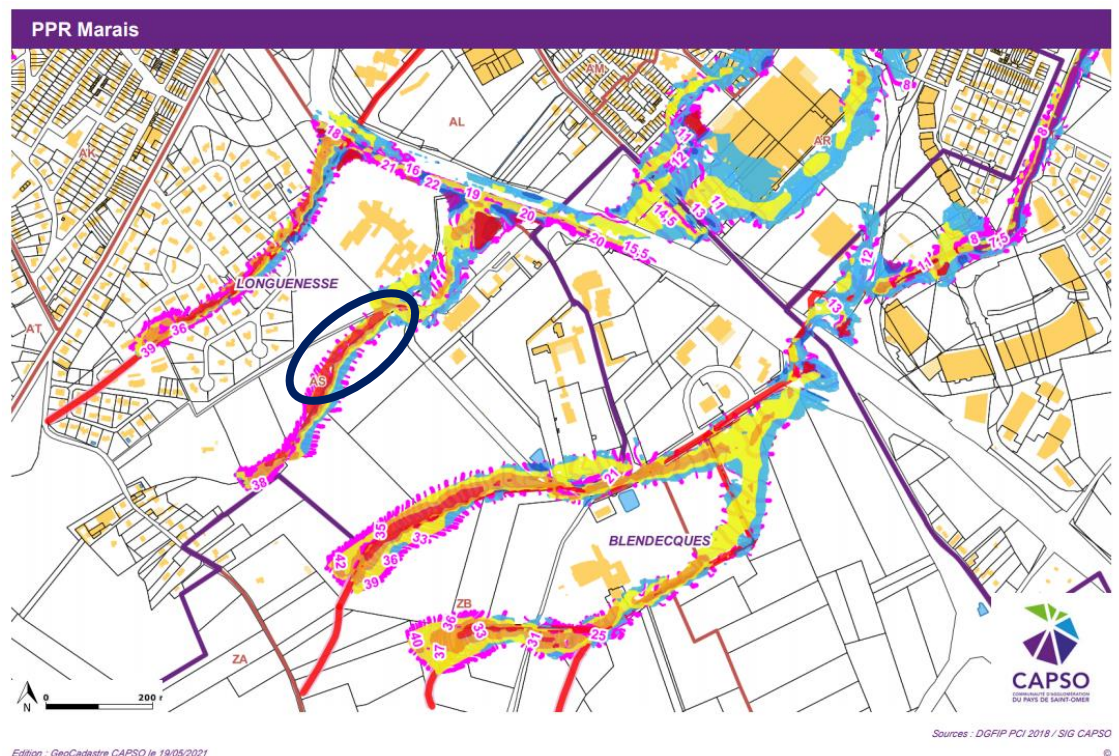 PPR Marais
AK
AL
AM
AR
8
8
18
11
21
16
12
22
19
14,5
13
11
20
20
15,5
12
8
7,5
11
LONGUENESSE
17
13
36
39
AT
AS
38
21
35
33
42
36
39
BLENDECQUES
ZB
36
33
40
37
31
25
ZA
N
0
200 m
CAPSO
COMMUNAUTÉ D'AGGLOMÉRATION
DU PAYS DE SAINT-OMER
Sources : DGFIP PCI 2018 / SIG CAPSO
Edition : GeoCadastre CAPSO le 19/05/2021
©